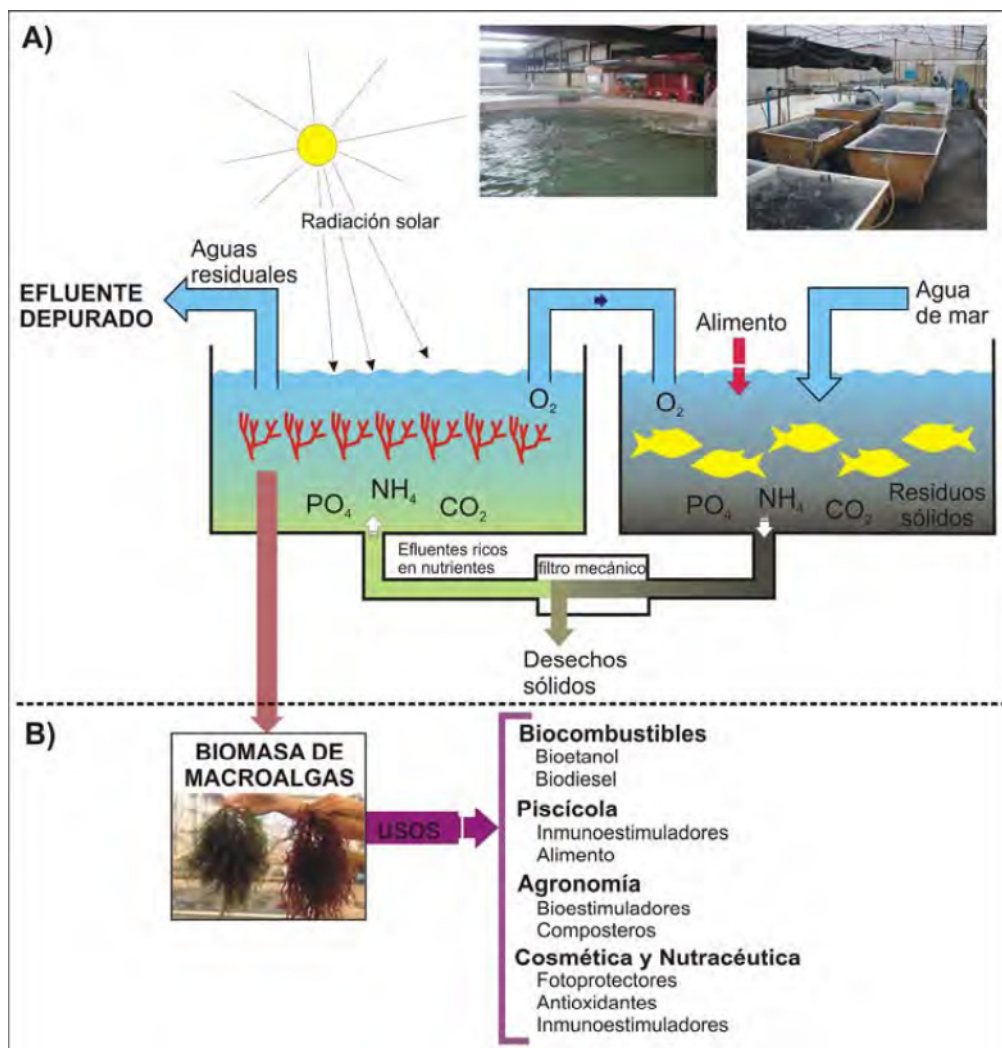 A)
Radiación solar
Aguas
residuales
EFLUENTE
DEPURADO
Alimento
Agua
de mar
O₂
O₂
PO₄
NH₄
CO₂
PO₄
NH₄
CO₂
Residuos
sólidos
Efluentes ricos
en nutrientes
filtro mecánico
Desechos
sólidos
B)
BIOMASA DE
MACROALGAS
usos
Biocombustibles
Bioetanol
Biodiesel
Piscícola
Inmunoestimuladores
Alimento
Agronomía
Bioestimuladores
Composteros
Cosmética y Nutracéutica
Fotoprotectores
Antioxidantes
Inmunoestimuladores